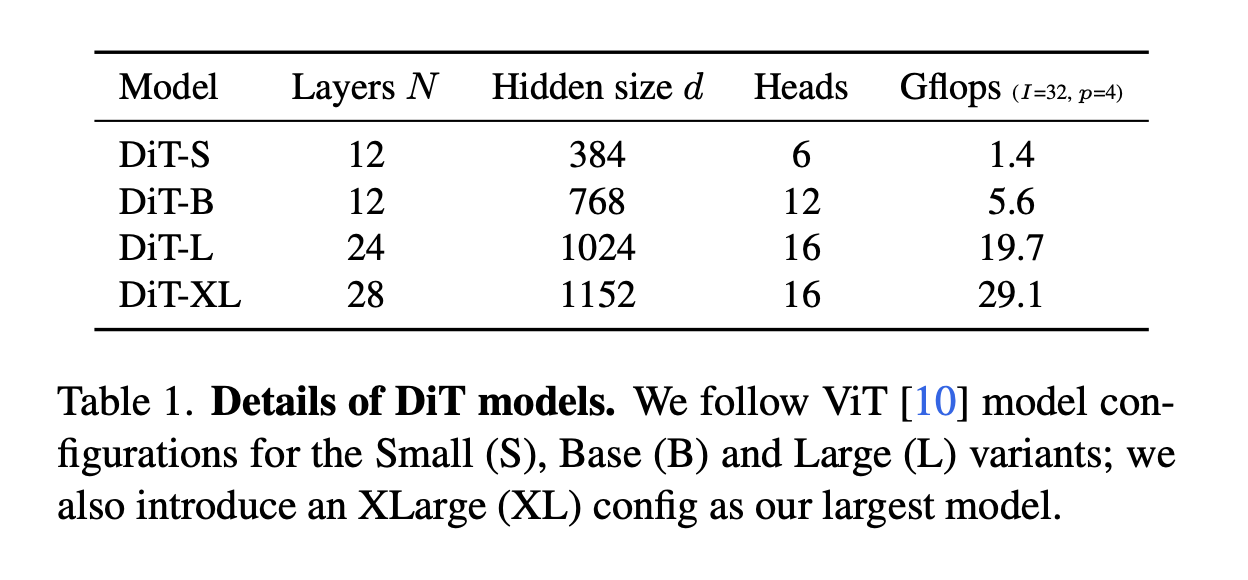 Model Layers N Hidden size d Heads Gflops (I=32, p=4)
DiT-S 12 384 6 1.4
DiT-B 12 768 12 5.6
DiT-L 24 1024 16 19.7
DiT-XL 28 1152 16 29.1
Table 1. Details of DiT models. We follow ViT [10] model con-
figurations for the Small (S), Base (B) and Large (L) variants; we
also introduce an XLarge (XL) config as our largest model.